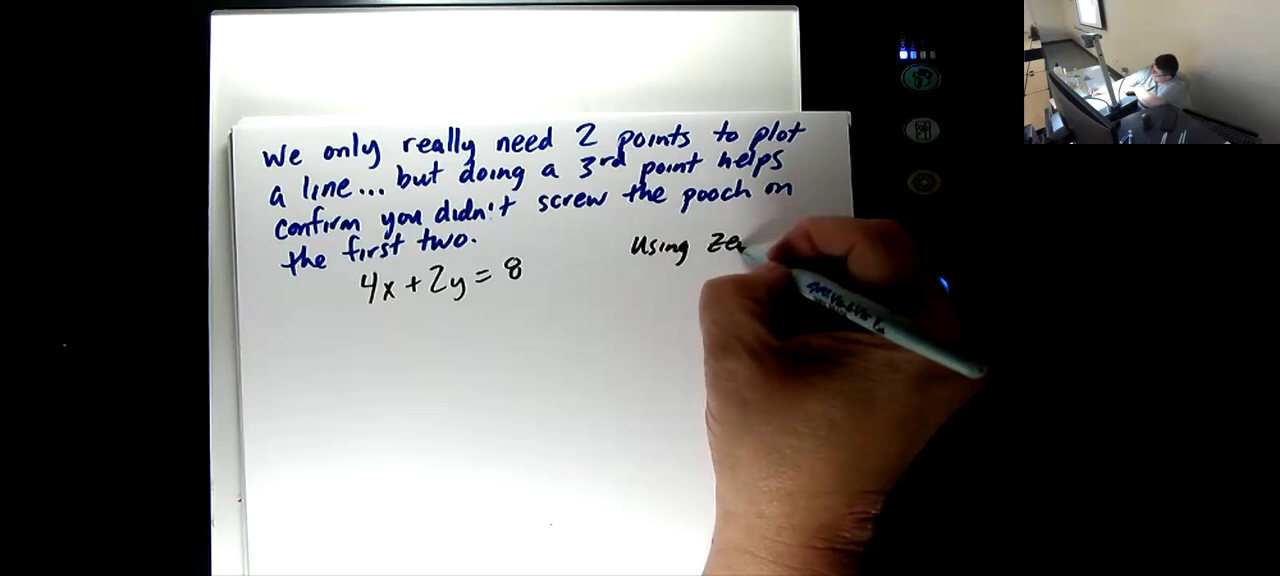 We only really need 2 points to plot
a line... but doing a 3rd point helps
confirm you didn't screw the pooch on
the first two.
4x + 2y = 8
Using